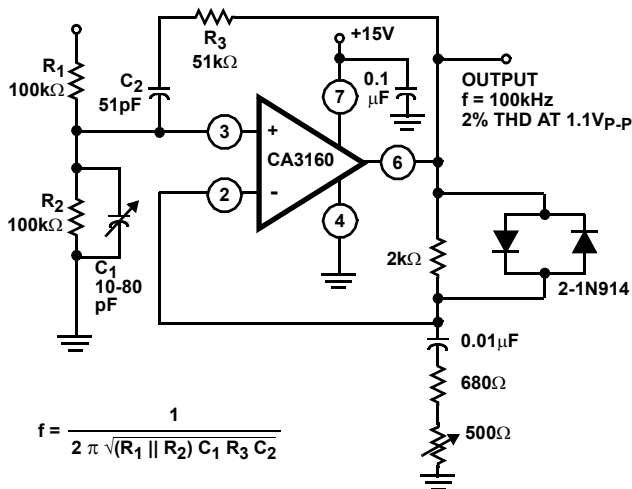 R3
51kΩ
+15V
R1
100kΩ
C2
51pF
7
0.1
μF
OUTPUT
f = 100kHz
2% THD AT 1.1VP-P
3
+
CA3160
6
2
-
4
R2
100kΩ
C1
10-80
pF
2kΩ
2-1N914
0.01μF
680Ω
500Ω
f = 1
2 π √(R1 || R2) C1 R3 C2